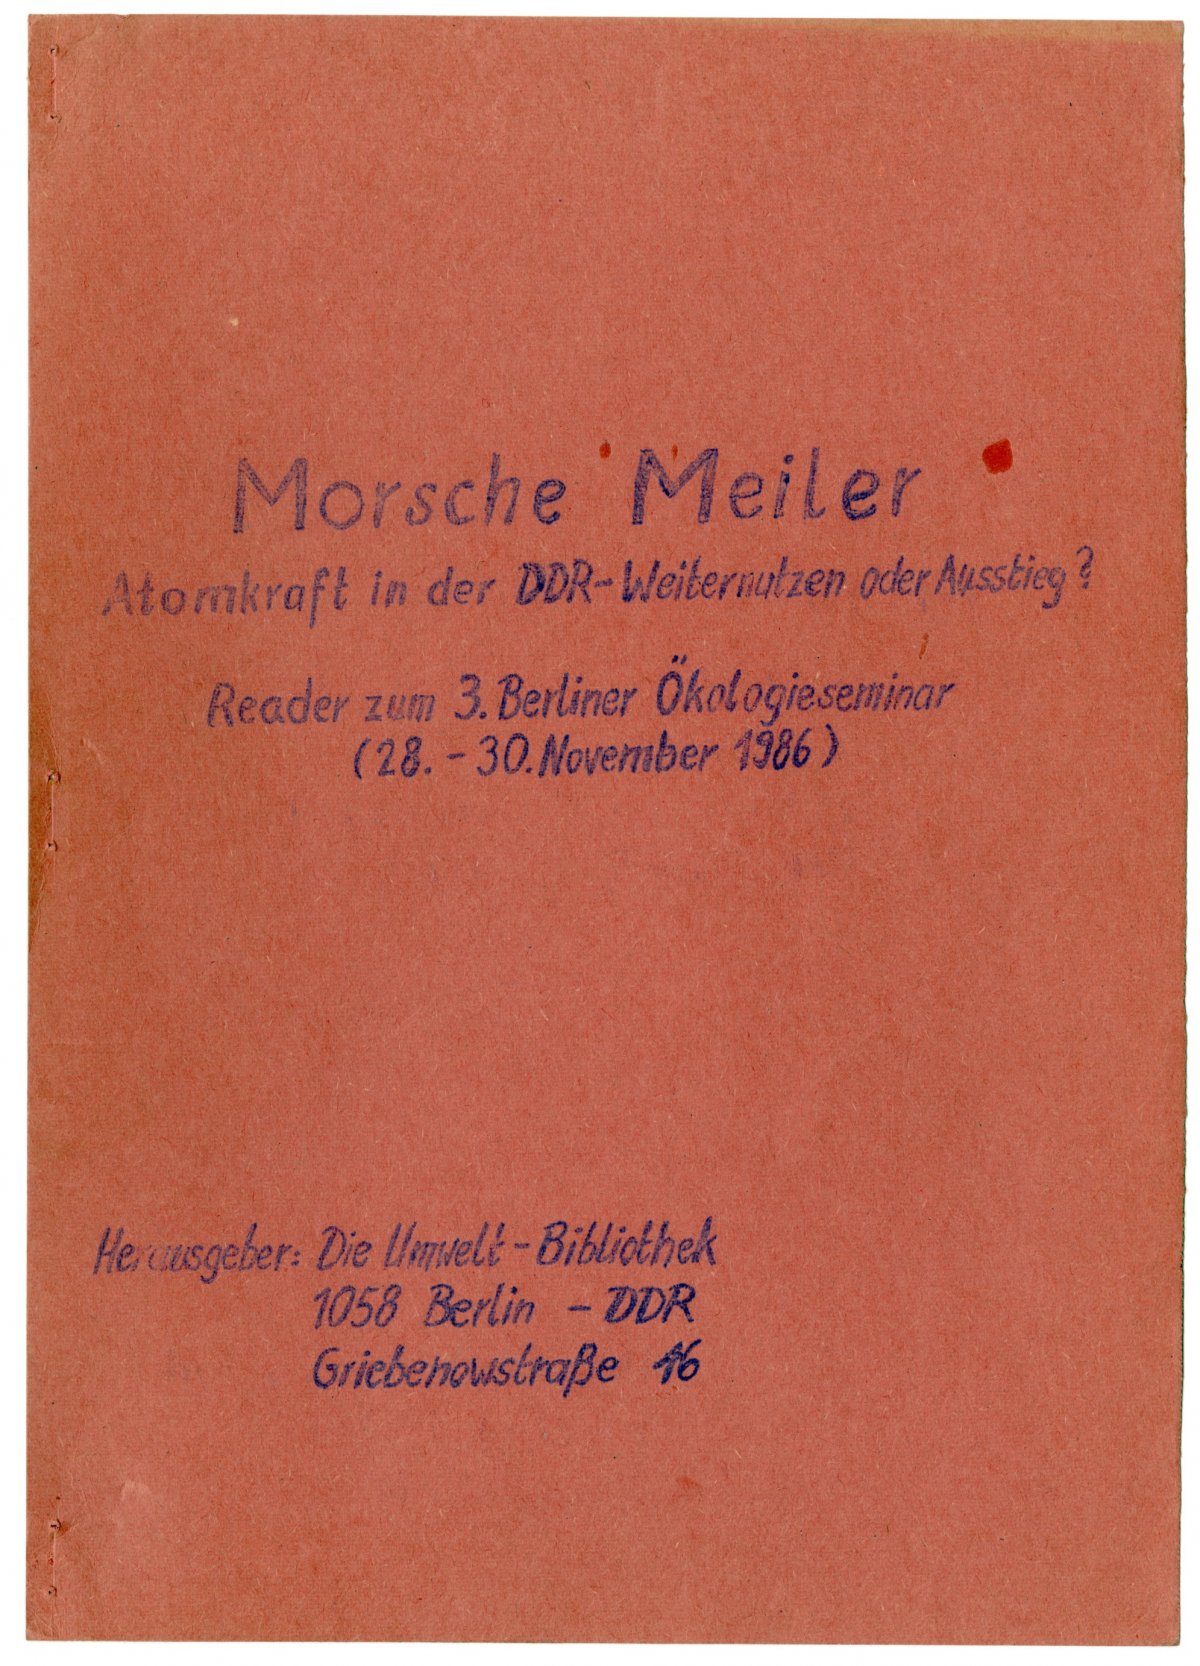 Morsche Meiler
Atomkraft in der DDR-Weiternutzen oder Ausstieg?
Reader zum 3. Berliner Ökologieseminar
(28. - 30. November 1986)
Herausgeber: Die Umwelt-Bibliothek
1058 Berlin - DDR
Griebenowstraße 16